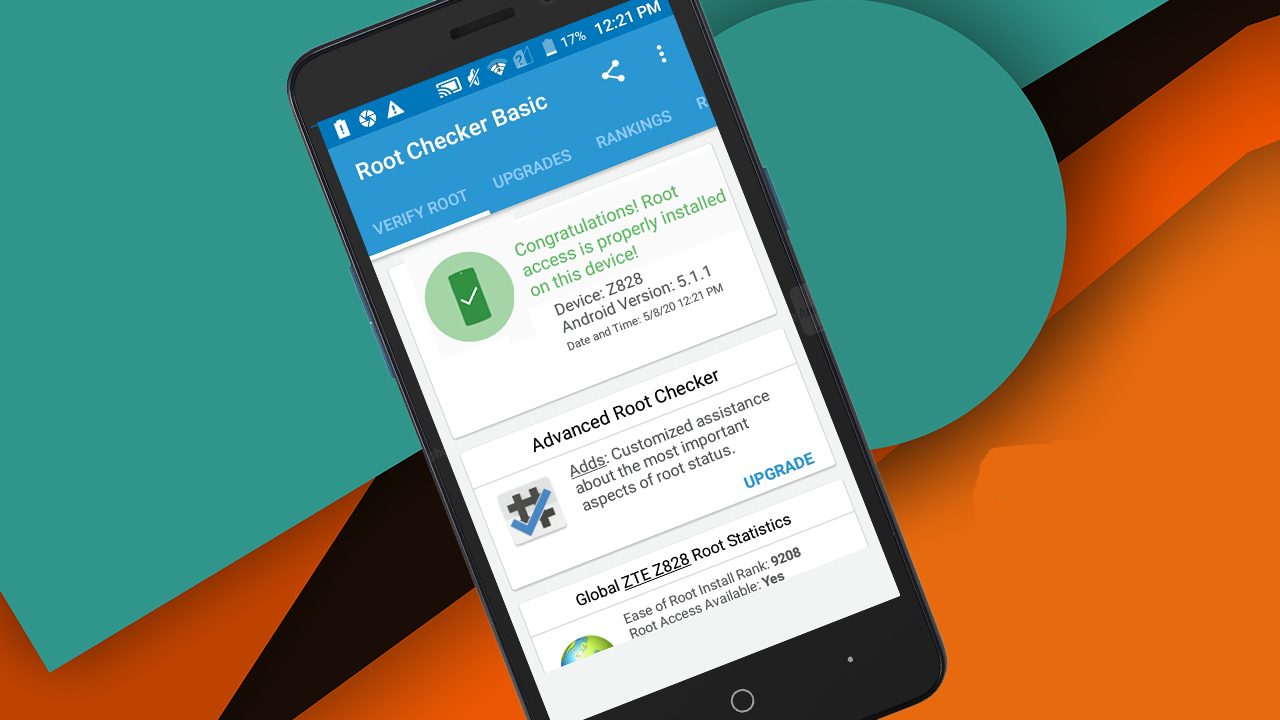 17% 12:21 PM
Root Checker Basic
VERIFY ROOT UPGRADES RANKINGS R
Congratulations! Root
access is properly installed
on this device!
Device: Z828
Android Version: 5.1.1
Date and Time: 5/8/20 12:21 PM
Advanced Root Checker
Adds: Customized assistance
about the most important
aspects of root status.
UPGRADE
Global ZTE Z828 Root Statistics
Ease of Root Install Rank: 9208
Root Access Available: Yes